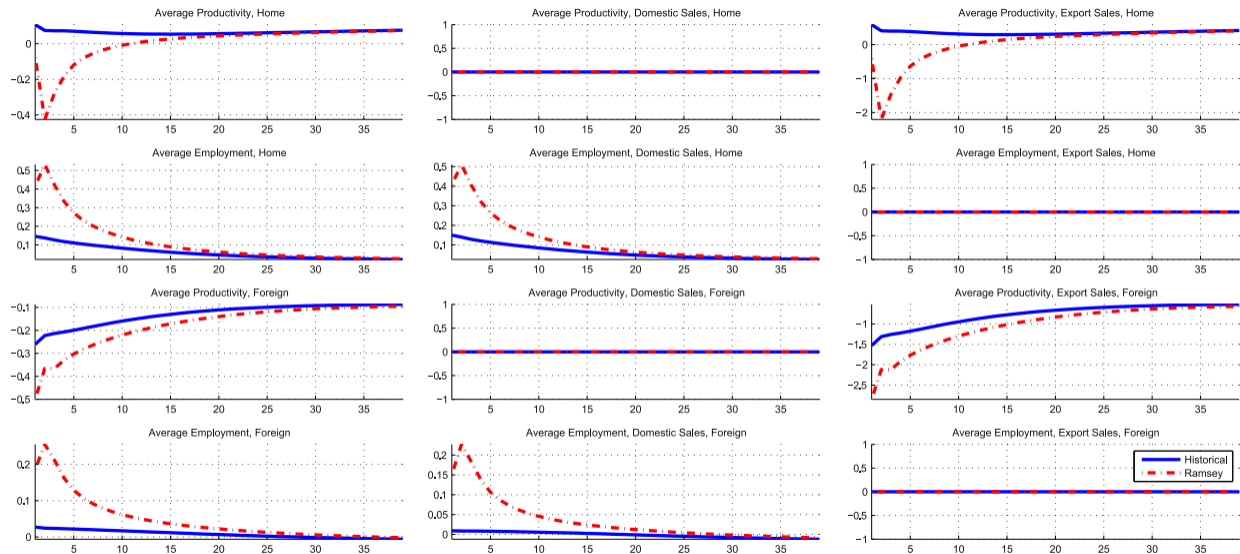 Average Productivity, Home
0
−0.2
−0.4
5 10 15 20 25 30 35
Average Productivity, Domestic Sales, Home
1
0.5
0
−0.5
−1
5 10 15 20 25 30 35
Average Productivity, Export Sales, Home
0
−1
−2
5 10 15 20 25 30 35
Average Employment, Home
0.5
0.4
0.3
0.2
0.1
5 10 15 20 25 30 35
Average Employment, Domestic Sales, Home
0.5
0.4
0.3
0.2
0.1
5 10 15 20 25 30 35
Average Employment, Export Sales, Home
1
0.5
0
−0.5
−1
5 10 15 20 25 30 35
Average Productivity, Foreign
−0.1
−0.2
−0.3
−0.4
−0.5
5 10 15 20 25 30 35
Average Productivity, Domestic Sales, Foreign
1
0.5
0
−0.5
−1
5 10 15 20 25 30 35
Average Productivity, Export Sales, Foreign
−1
−1.5
−2
−2.5
5 10 15 20 25 30 35
Average Employment, Foreign
0.2
0.1
0
5 10 15 20 25 30 35
Average Employment, Domestic Sales, Foreign
0.2
0.15
0.1
0.05
0
5 10 15 20 25 30 35
Average Employment, Export Sales, Foreign
1
0.5
0
−0.5
−1
5 10 15 20 25 30 35
Historical
Ramsey